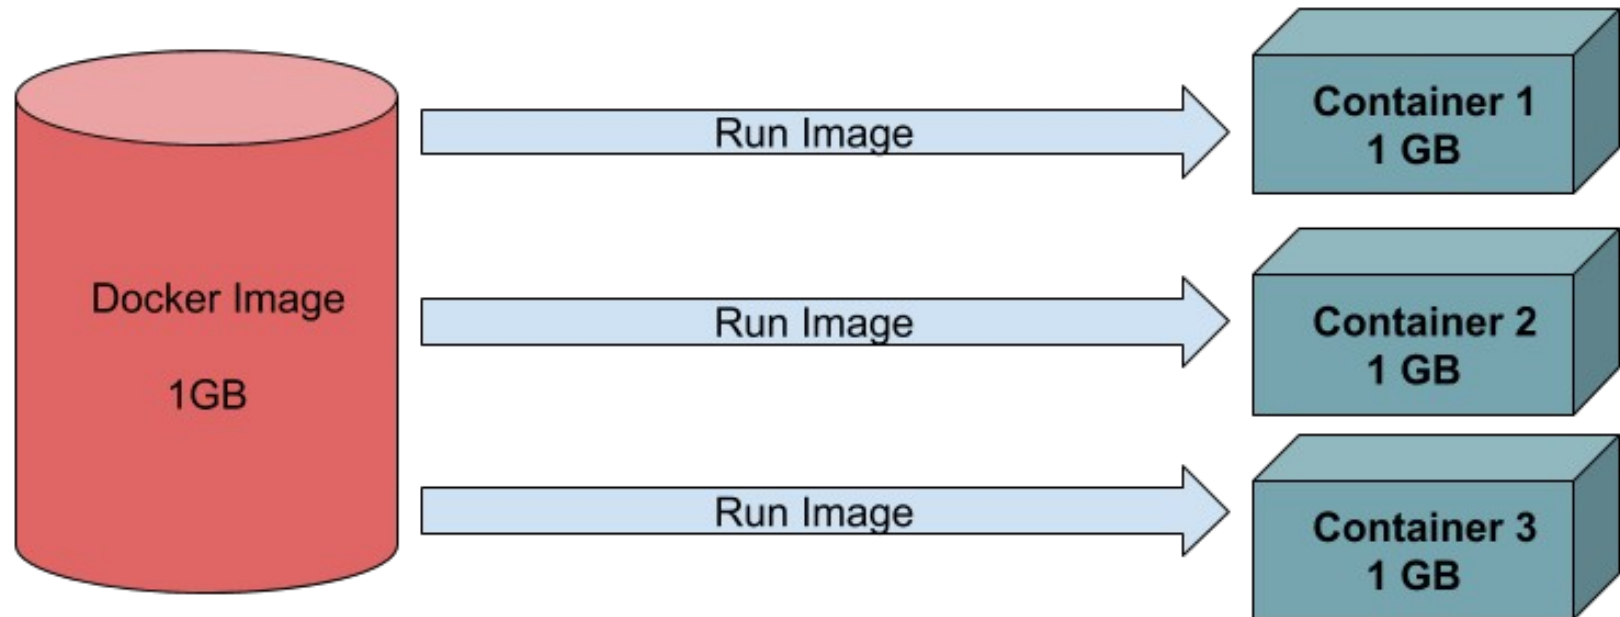 Docker Image
1GB
Run Image
Container 1
1 GB
Run Image
Container 2
1 GB
Run Image
Container 3
1 GB